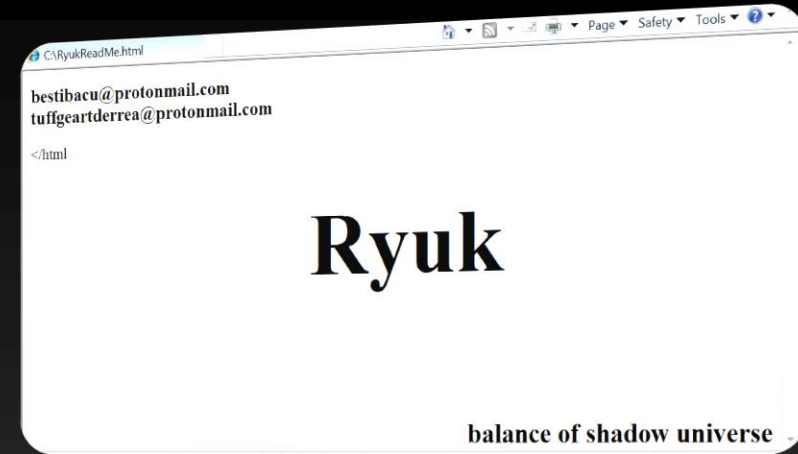 C:\RyukReadMe.html
Page Safety Tools
bestibacu@protonmail.com
tuffgeartderrea@protonmail.com
</html
Ryuk
balance of shadow universe